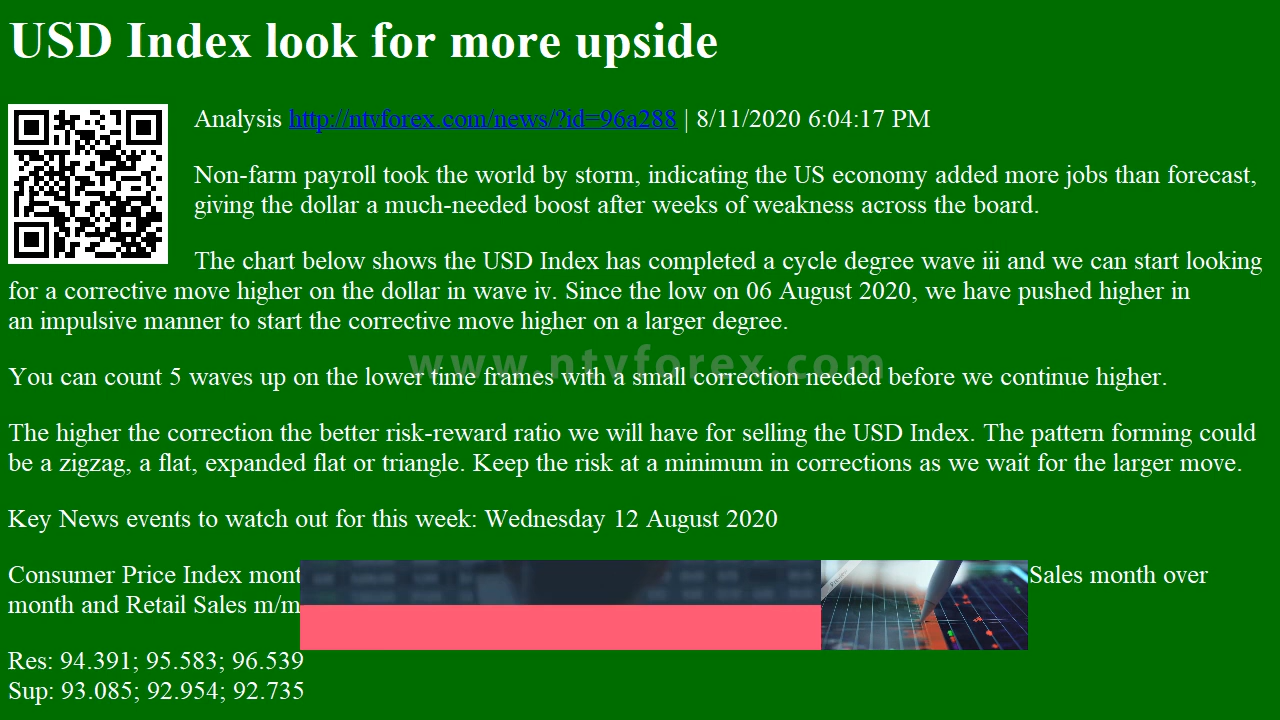 USD Index look for more upside
Analysis http://ntvforex.com/news/?id=96a288 | 8/11/2020 6:04:17 PM
Non-farm payroll took the world by storm, indicating the US economy added more jobs than forecast,
giving the dollar a much-needed boost after weeks of weakness across the board.
The chart below shows the USD Index has completed a cycle degree wave iii and we can start looking
for a corrective move higher on the dollar in wave iv. Since the low on 06 August 2020, we have pushed higher in
an impulsive manner to start the corrective move higher on a larger degree.
www.ntvforex.com
You can count 5 waves up on the lower time frames with a small correction needed before we continue higher.
The higher the correction the better risk-reward ratio we will have for selling the USD Index. The pattern forming could
be a zigzag, a flat, expanded flat or triangle. Keep the risk at a minimum in corrections as we wait for the larger move.
Key News events to watch out for this week: Wednesday 12 August 2020
Consumer Price Index mont Sales month over
month and Retail Sales m/m
Res: 94.391; 95.583; 96.539
Sup: 93.085; 92.954; 92.735